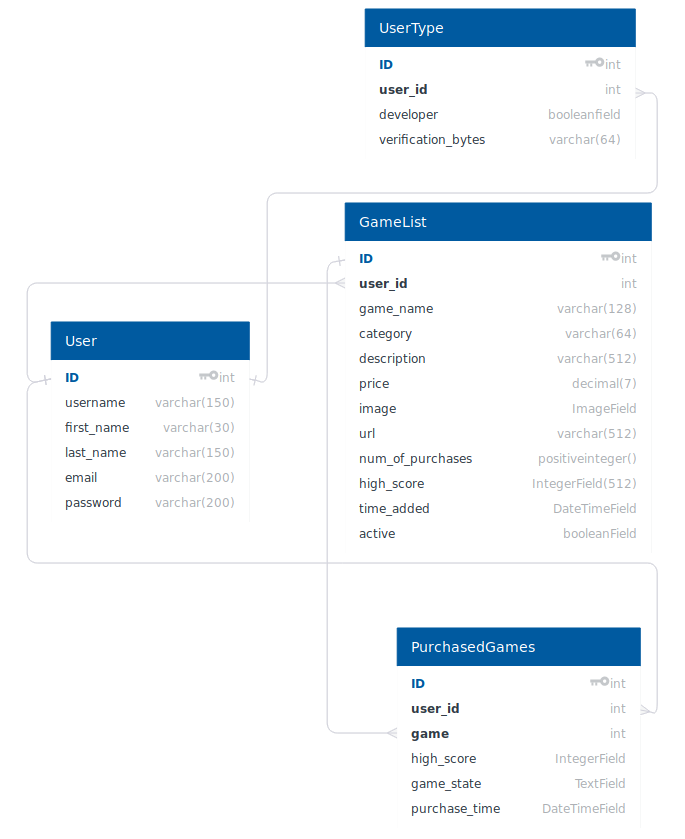 UserType
ID int
user_id int
developer booleanfield
verification_bytes varchar(64)
GameList
ID int
user_id int
game_name varchar(128)
category varchar(64)
description varchar(512)
price decimal(7)
image ImageField
url varchar(512)
num_of_purchases positiveinteger()
high_score IntegerField(512)
time_added DateTimeField
active booleanField
User
ID int
username varchar(150)
first_name varchar(30)
last_name varchar(150)
email varchar(200)
password varchar(200)
PurchasedGames
ID int
user_id int
game int
high_score IntegerField
game_state TextField
purchase_time DateTimeField